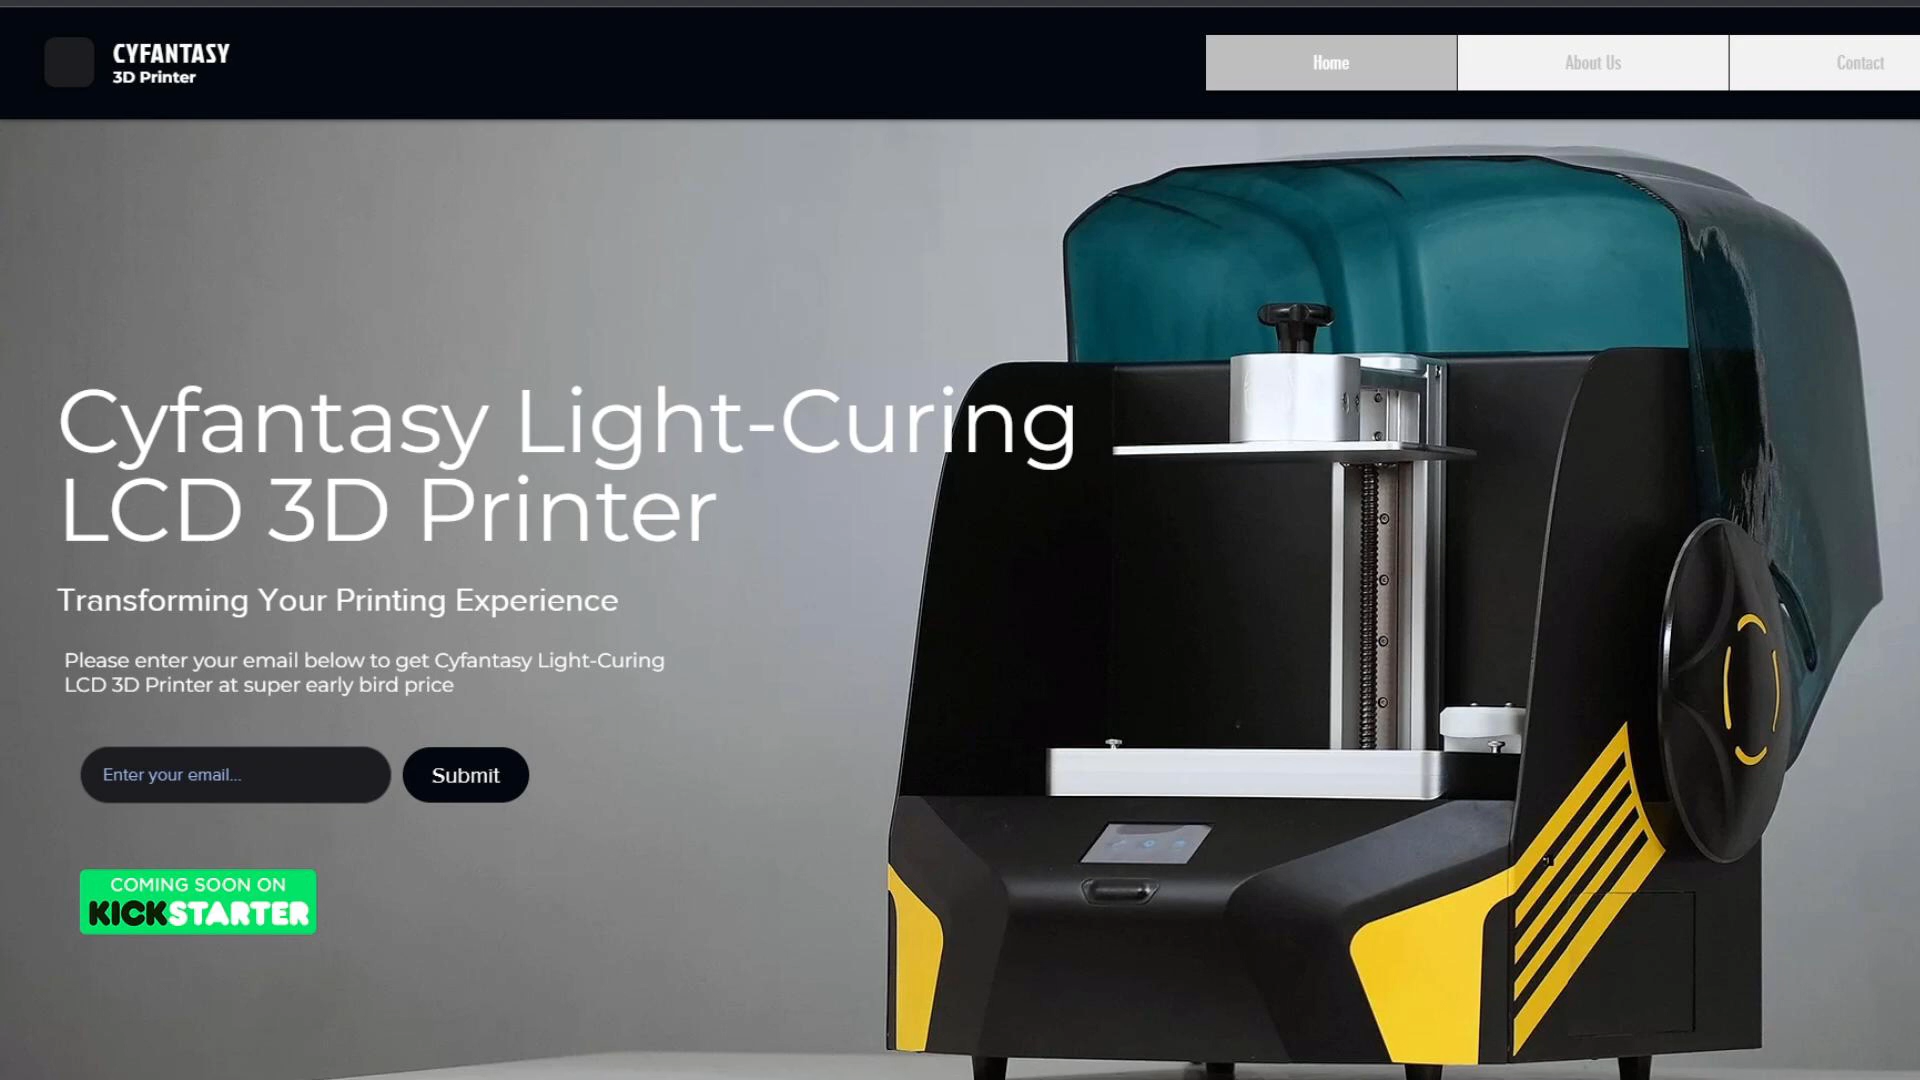 CYFANTASY
3D Printer
Home
About Us
Contact
Cyfantasy Light-Curing
LCD 3D Printer
Transforming Your Printing Experience
Please enter your email below to get Cyfantasy Light-Curing
LCD 3D Printer at super early bird price
Enter your email...
Submit
COMING SOON ON
KICKSTARTER